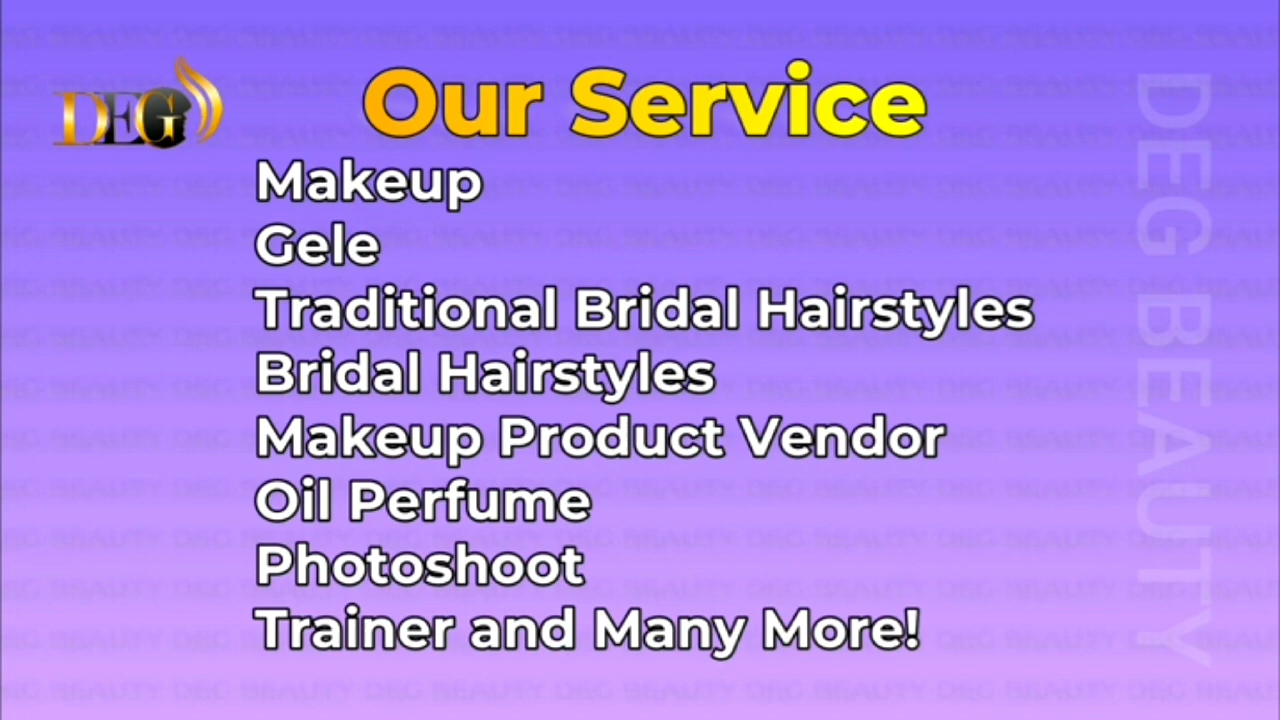 DEG
Our Service
Makeup
Gele
Traditional Bridal Hairstyles
Bridal Hairstyles
Makeup Product Vendor
Oil Perfume
Photoshoot
Trainer and Many More!
DEG BEAUTY